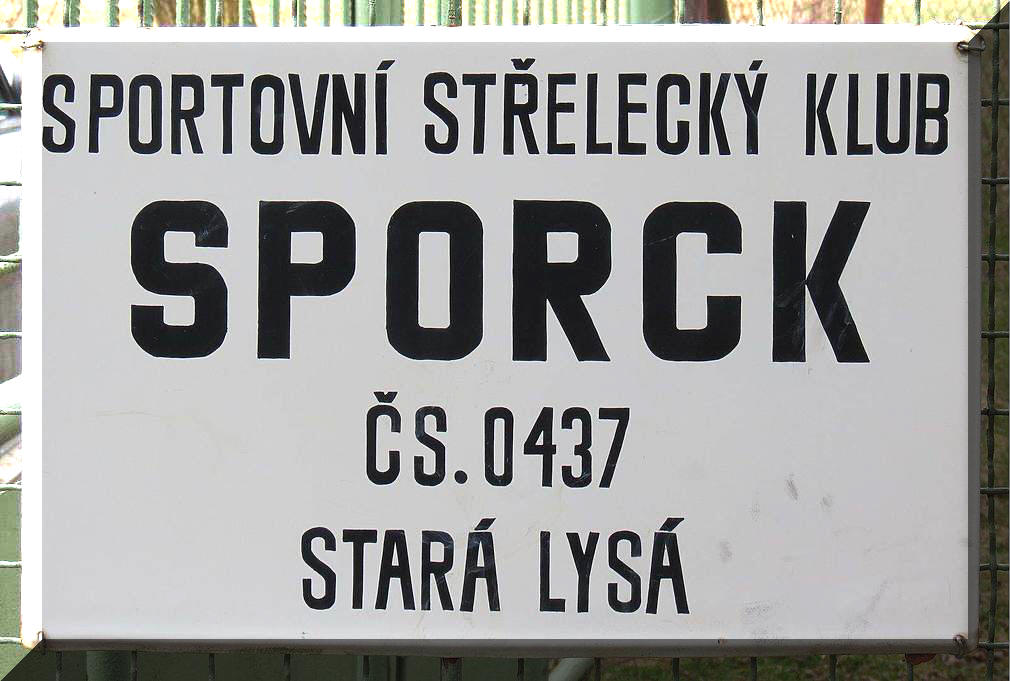 SPORTOVNÍ STŘELECKÝ KLUB
SPORCK
ČS. 0437
STARÁ LYSÁ